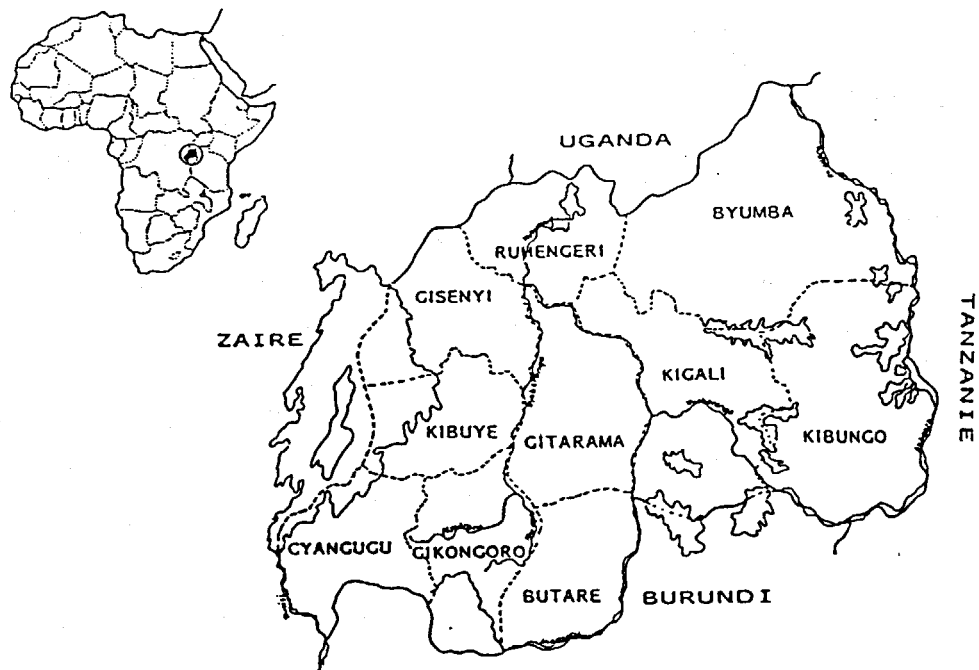 UGANDA
BYUMBA
RUHENGERI
GISENYI
ZAIRE
TANZANIE
KIGALI
KIBUYE
GITARAMA
KIBUNGO
CYANGUGU
GIKONGORO
BUTARE
BURUNDI